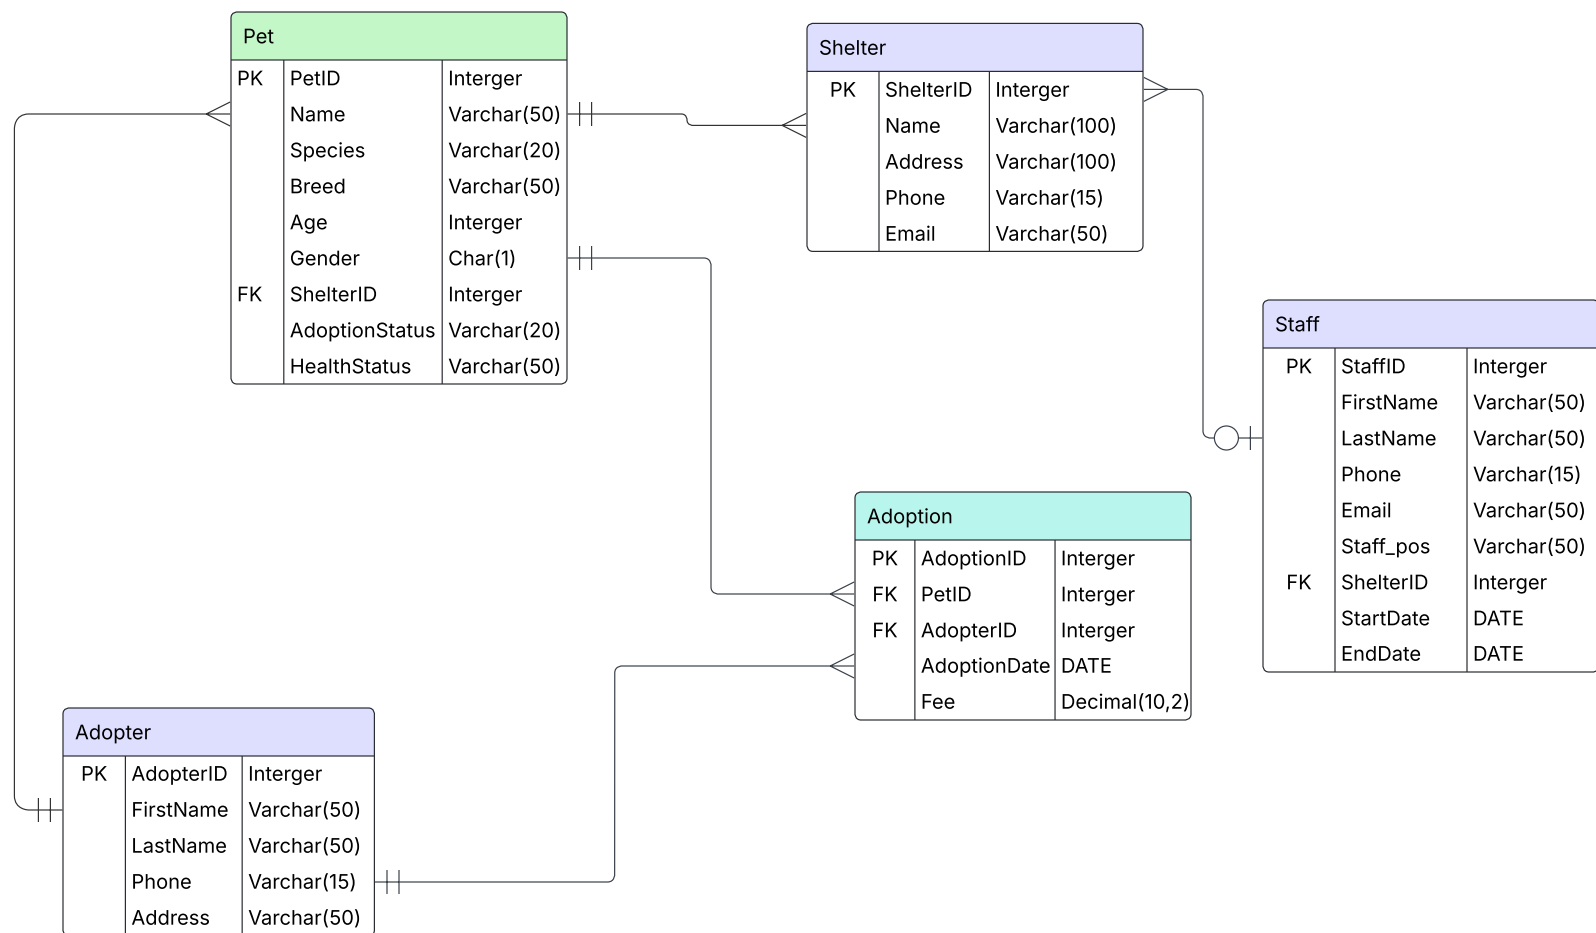 Pet
PK PetID Interger
Name Varchar(50)
Species Varchar(20)
Breed Varchar(50)
Age Interger
Gender Char(1)
FK ShelterID Interger
AdoptionStatus Varchar(20)
HealthStatus Varchar(50)
Shelter
PK ShelterID Interger
Name Varchar(100)
Address Varchar(100)
Phone Varchar(15)
Email Varchar(50)
Staff
PK StaffID Interger
FirstName Varchar(50)
LastName Varchar(50)
Phone Varchar(15)
Email Varchar(50)
Staff_pos Varchar(50)
FK ShelterID Interger
StartDate DATE
EndDate DATE
Adoption
PK AdoptionID Interger
FK PetID Interger
FK AdopterID Interger
AdoptionDate DATE
Fee Decimal(10,2)
Adopter
PK AdopterID Interger
FirstName Varchar(50)
LastName Varchar(50)
Phone Varchar(15)
Address Varchar(50)